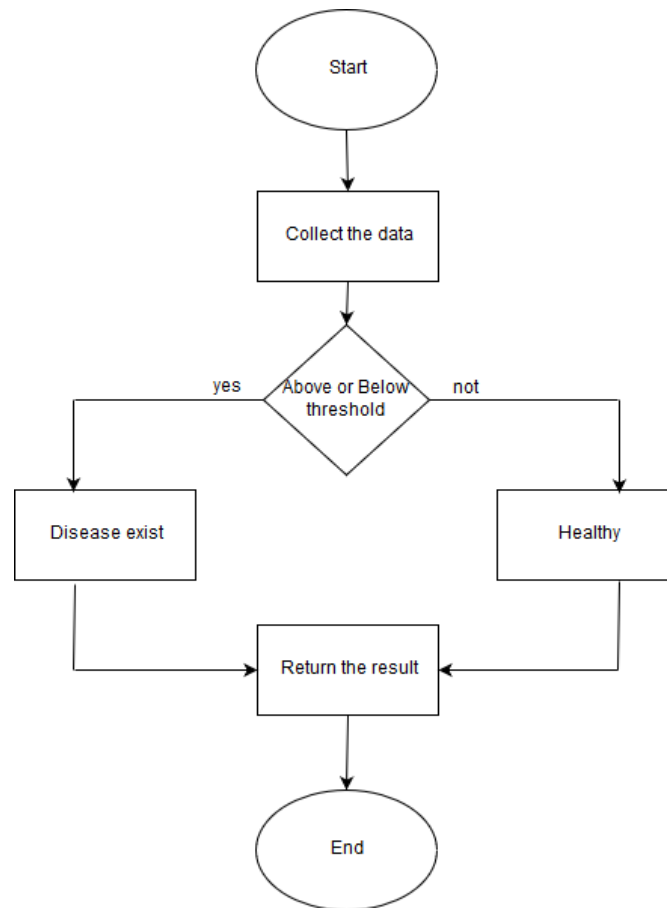 Start
Collect the data
yes
Above or Below
threshold
not
Disease exist
Healthy
Return the result
End